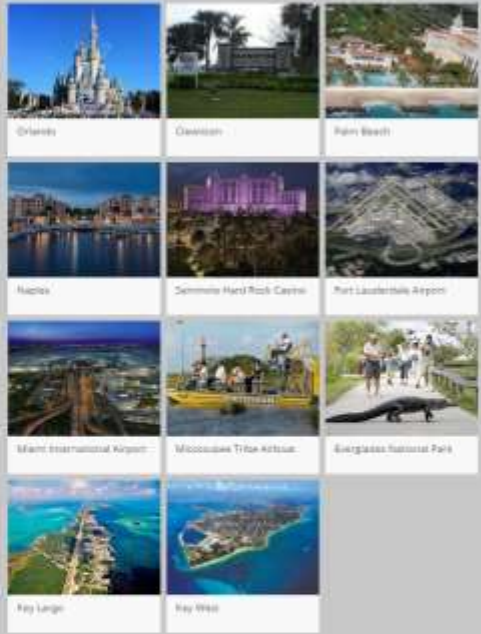 Orlando
Clewiston
Palm Beach
Naples
Seminole Hard Rock Casino
Fort Lauderdale Airport
Miami International Airport
Miccosukee Tribe Airboat
Everglades National Park
Key Largo
Key West